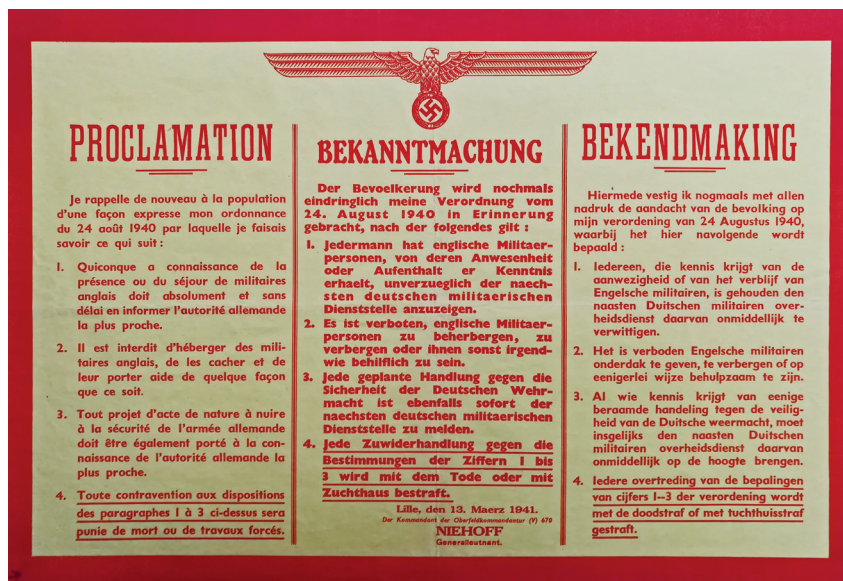 PROCLAMATION
Je rappelle de nouveau à la population
d'une façon expresse mon ordonnance
du 24 août 1940 par laquelle je faisais
savoir ce qui suit :
1. Quiconque a connaissance de la
présence ou du séjour de militaires
anglais doit absolument et sans
délai en informer l'autorité allemande
la plus proche.
2. Il est interdit d'héberger des mili-
taires anglais, de les cacher et de
leur porter aide de quelque façon
que ce soit.
3. Tout projet d'acte de nature à nuire
à la sécurité de l'armée allemande
doit être également porté à la con-
naissance de l'autorité allemande la
plus proche.
4. Toute contravention aux dispositions
des paragraphes 1 à 3 ci-dessus sera
punie de mort ou de travaux forcés.
BEKANNTMACHUNG
Der Bevoelkerung wird nochmals
eindringlich meine Verordnung vom
24. August 1940 in Erinnerung
gebracht, nach der folgendes gilt :
1. Jedermann hat englische Militaer-
personen, von deren Anwesenheit
oder Aufenthalt er Kenntnis
erhaelt, unverzueglich der naech-
sten deutschen militaerischen
Dienststelle anzuzeigen.
2. Es ist verboten, englische Militaer-
personen zu beherbergen, zu
verbergen oder ihnen sonst irgend-
wie behilflich zu sein.
3. Jede geplante Handlung gegen die
Sicherheit der Deutschen Wehr-
macht ist ebenfalls sofort der
naechsten deutschen militaerischen
Dienststelle zu melden.
4. Jede Zuwiderhandlung gegen die
Bestimmungen der Ziffern 1 bis
3 wird mit dem Tode oder mit
Zuchthaus bestraft.
Lille, den 13. Maerz 1941.
Der Kommandant der Oberfeldkommandantur (V) 670
NIEHOFF
Generalleutnant.
BEKENDMAKING
Hiermede vestig ik nogmaals met allen
nadruk de aandacht van de bevolking op
mijn verordening van 24 Augustus 1940,
waarbij het hier navolgende wordt
bepaald :
1. Iedereen, die kennis krijgt van de
aanwezigheid of van het verblijf van
Engelsche militairen, is gehouden den
naasten Duitschen militairen over-
heidsdienst daarvan onmiddelijk te
verwittigen.
2. Het is verboden Engelsche militairen
onderdak te geven, te verbergen of op
eenigerlei wijze behulpzaam te zijn.
3. Al wie kennis krijgt van eenige
beraamde handeling tegen de veilig-
heid van de Duitsche weermacht, moet
insgelijks den naasten Duitschen
militairen overheidsdienst daarvan
onmiddelijk op de hoogte brengen.
4. Iedere overtreding van de bepalingen
van cijfers 1-3 der verordening wordt
met de doodstraf of met tuchthuisstraf
gestraft.